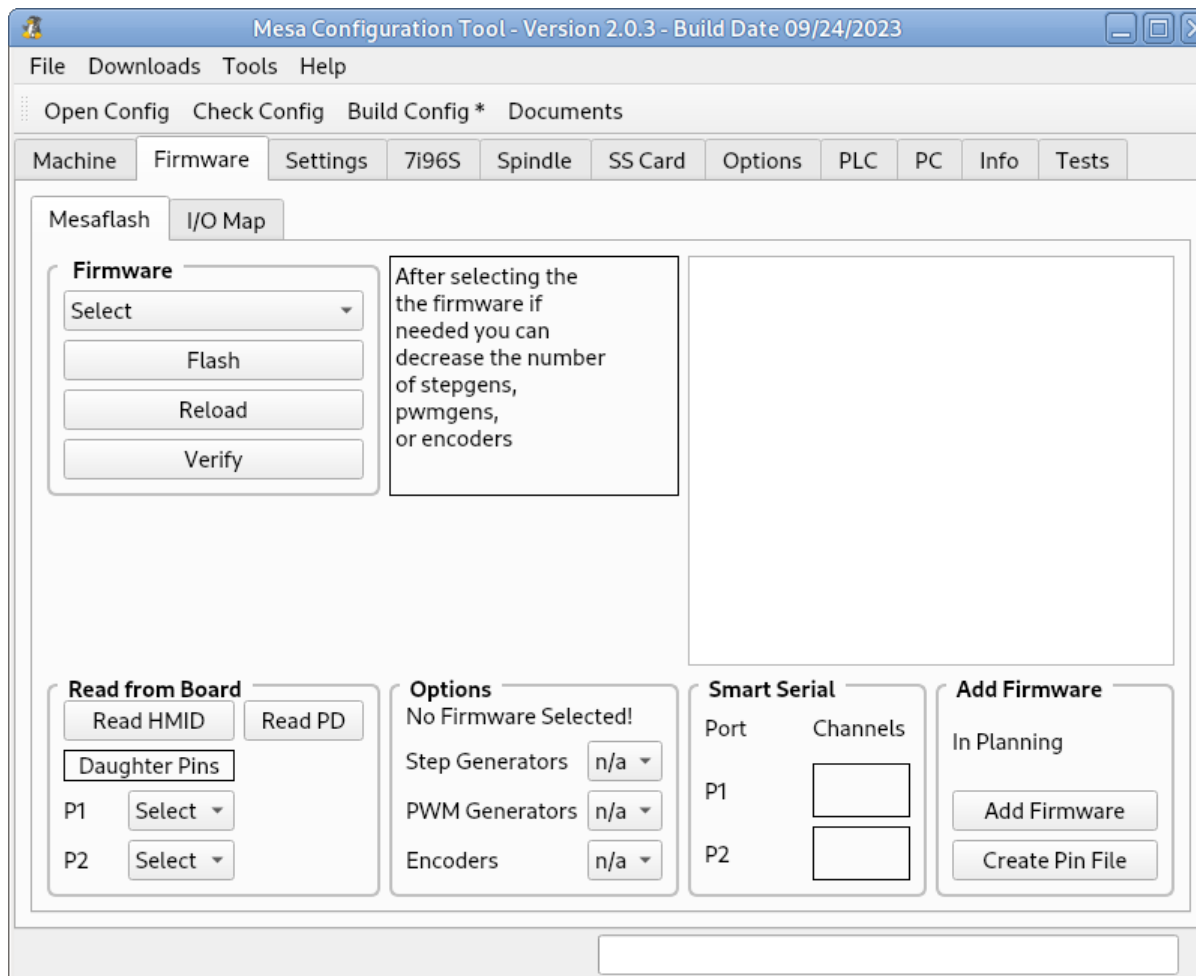 Mesa Configuration Tool - Version 2.0.3 - Build Date 09/24/2023
File Downloads Tools Help
Open Config Check Config Build Config * Documents
Machine Firmware Settings 7i96S Spindle SS Card Options PLC PC Info Tests
Mesaflash I/O Map
Firmware
Select
Flash
Reload
Verify
After selecting the
the firmware if
needed you can
decrease the number
of stepgens,
pwmgens,
or encoders
Read from Board
Read HMID Read PD
Daughter Pins
P1 Select
P2 Select
Options
No Firmware Selected!
Step Generators n/a
PWM Generators n/a
Encoders n/a
Smart Serial
Port Channels
P1
P2
Add Firmware
In Planning
Add Firmware
Create Pin File